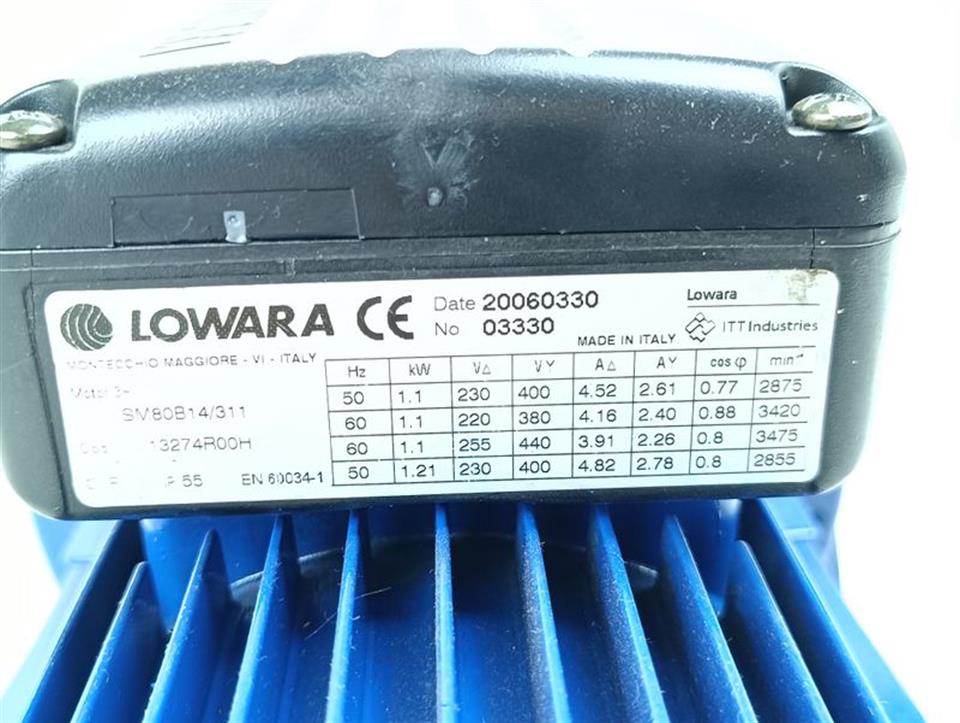 LOWARA CE Date 20060330 Lowara
No 03330 ITT Industries
MADE IN ITALY
MONTECCHIO MAGGIORE - VI - ITALY
Motor 3~
SM80B14/311
13274R00H
IP 55 EN 60034-1
Hz kW V△ VY A△ AY cos φ min⁻¹
50 1.1 230 400 4.52 2.61 0.77 2875
60 1.1 220 380 4.16 2.40 0.88 3420
60 1.1 255 440 3.91 2.26 0.8 3475
50 1.21 230 400 4.82 2.78 0.8 2855